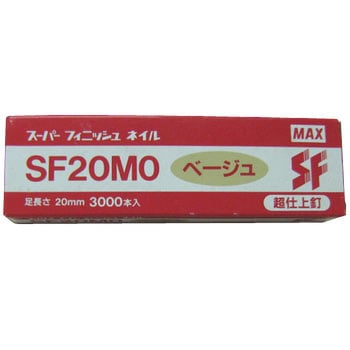 スーパー フィニッシュ ネイル
MAX
SF20MO
ベージュ
SF
足長さ 20mm 3000本入
超仕上釘